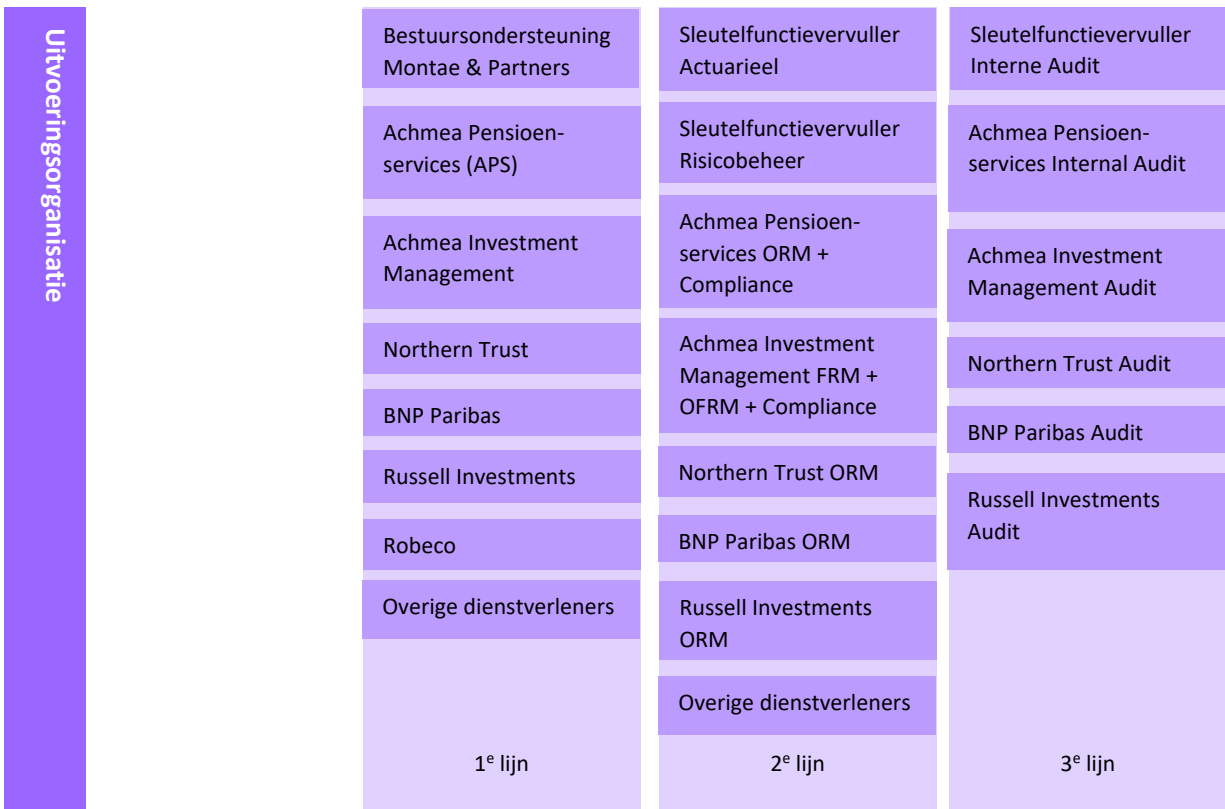 Uitvoeringsorganisatie
Bestuursondersteuning
Montae & Partners
Achmea Pensioen-
services (APS)
Achmea Investment
Management
Northern Trust
BNP Paribas
Russell Investments
Robeco
Overige dienstverleners
1e lijn
Sleutelfunctievervuller
Actuarieel
Sleutelfunctievervuller
Risicobeheer
Achmea Pensioen-
services ORM +
Compliance
Achmea Investment
Management FRM +
OFRM + Compliance
Northern Trust ORM
BNP Paribas ORM
Russell Investments
ORM
Overige dienstverleners
2e lijn
Sleutelfunctievervuller
Interne Audit
Achmea Pensioen-
services Internal Audit
Achmea Investment
Management Audit
Northern Trust Audit
BNP Paribas Audit
Russell Investments
Audit
3e lijn